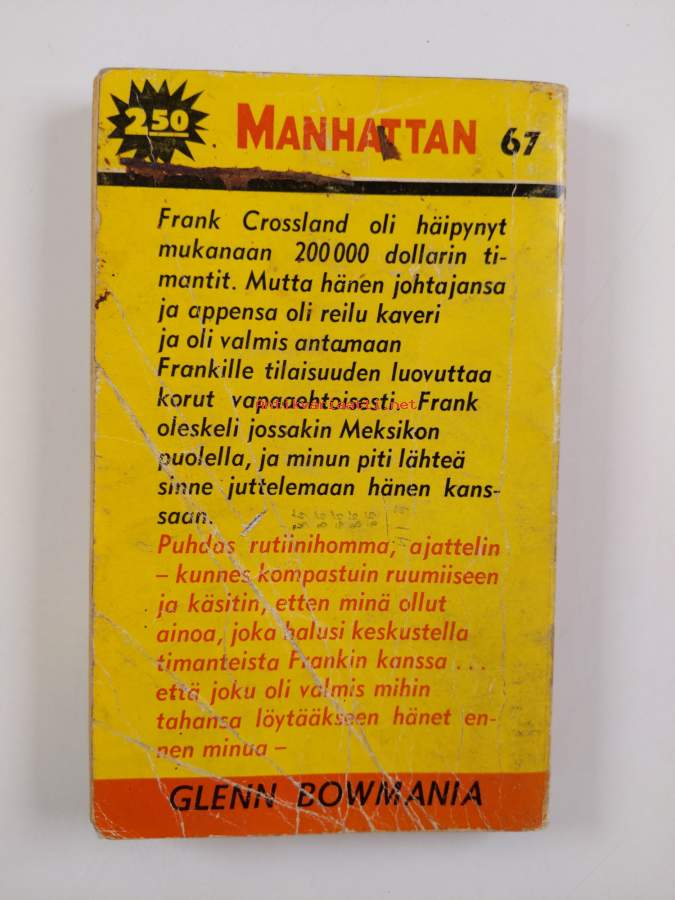 2.50 MANHATTAN 67
Frank Crossland oli häipynyt
mukanaan 200 000 dollarin ti-
mantit. Mutta hänen johtajansa
ja appensa oli reilu kaveri
ja oli valmis antamaan
Frankille tilaisuuden luovuttaa
korut vapaaehtoisesti. Frank
antikvariaatti.net
oleskeli jossakin Meksikon
puolella, ja minun piti lähteä
sinne juttelemaan hänen kans-
saan.
Puhdas rutiinihomma, ajattelin
– kunnes kompastuin ruumiiseen
ja käsitin, etten minä ollut
ainoa, joka halusi keskustella
timanteista Frankin kanssa . . .
että joku oli valmis mihin
tahansa löytääkseen hänet en-
nen minua –
GLENN BOWMANIA